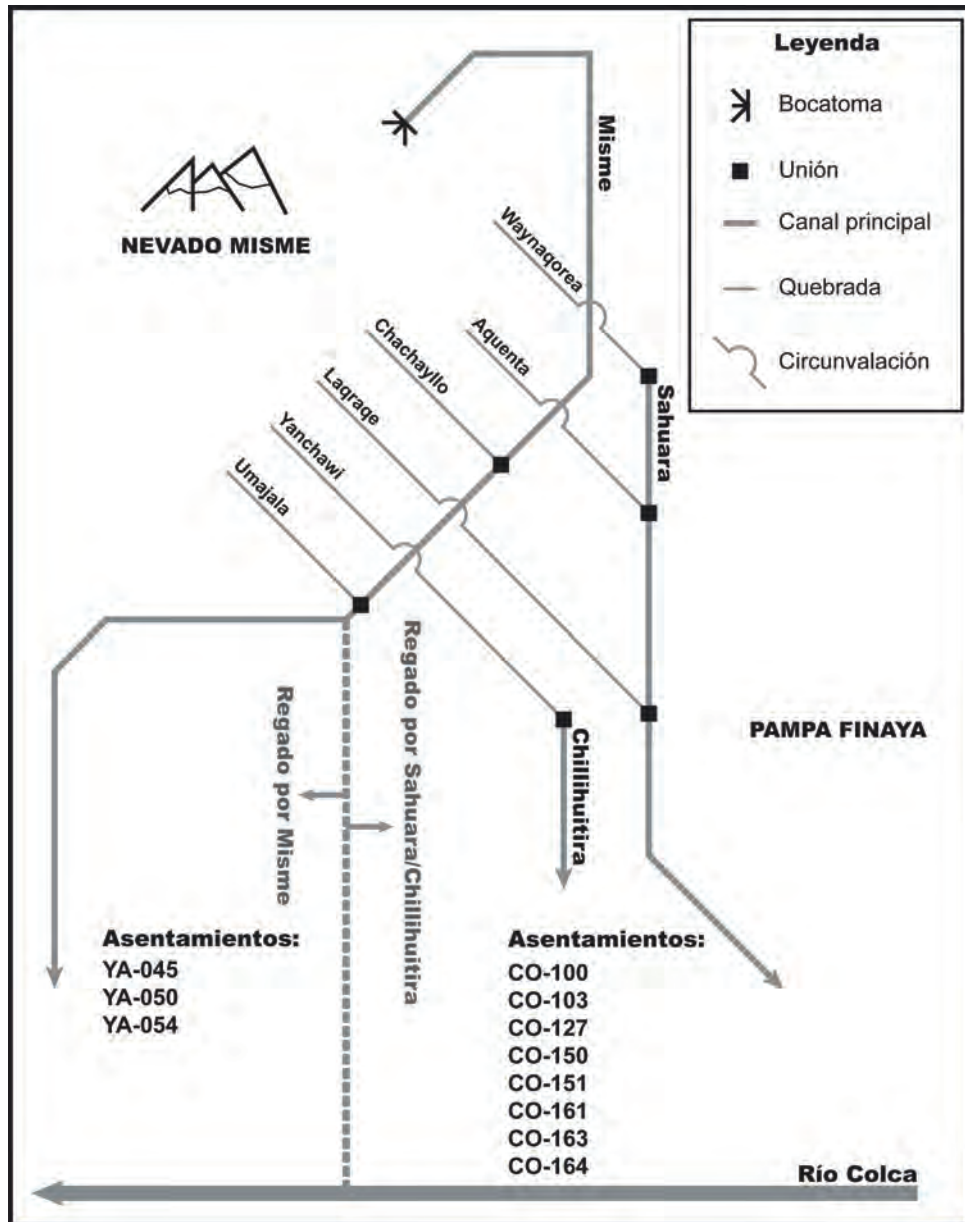 Leyenda
Bocatoma
Unión
Canal principal
Quebrada
Circunvalación
Misme
NEVADO MISME
Waynaqorea
Aquenta
Chachayllo
Laqraqe
Yanchawi
Umajala
Sahuara
Regado por Misme
Regado por Sahuara/Chillihuitira
Chillihuitira
PAMPA FINAYA
Asentamientos:
YA-045
YA-050
YA-054
Asentamientos:
CO-100
CO-103
CO-127
CO-150
CO-151
CO-161
CO-163
CO-164
Río Colca